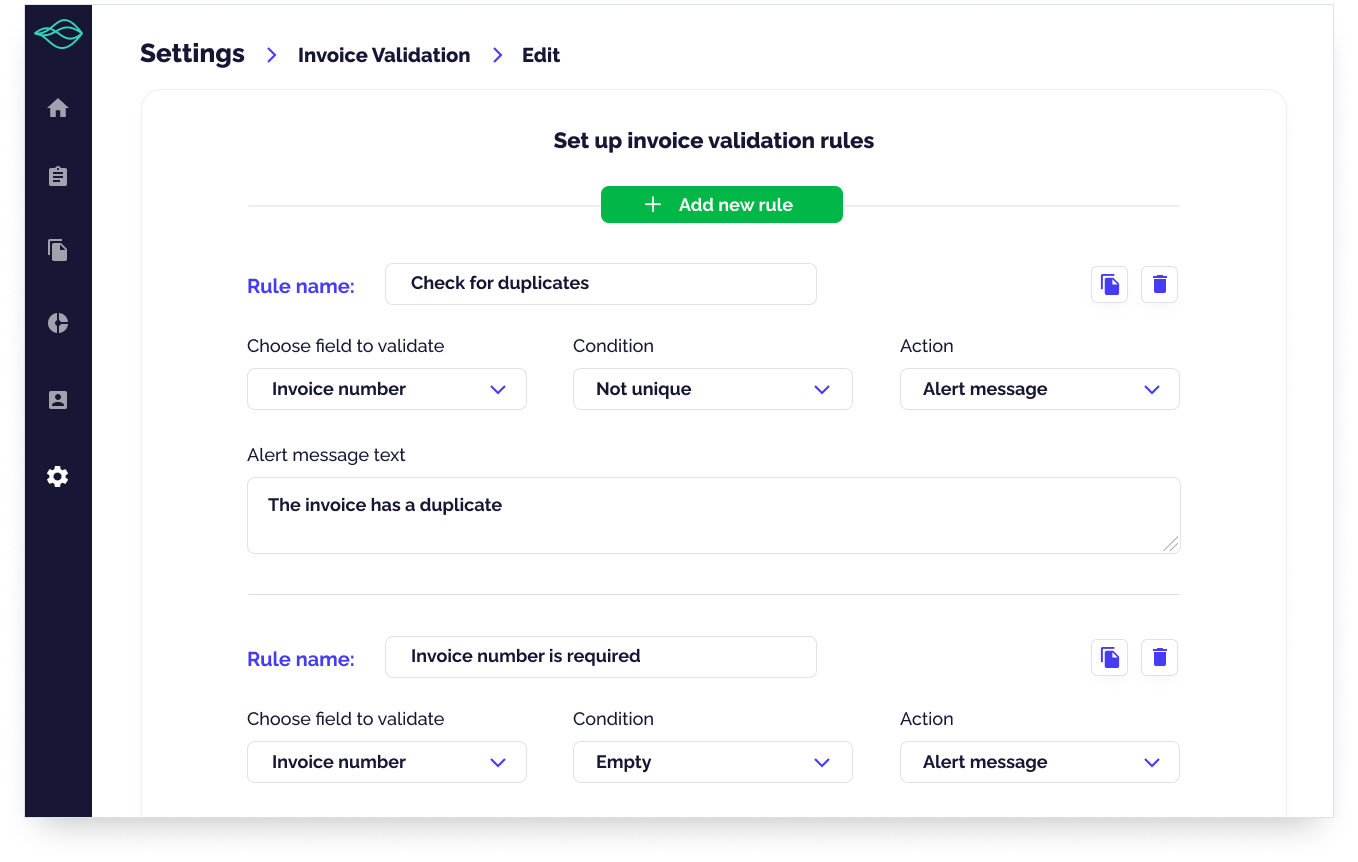 Settings > Invoice Validation > Edit
Set up invoice validation rules
+ Add new rule
Rule name: Check for duplicates
Choose field to validate Condition Action
Invoice number Not unique Alert message
Alert message text
The invoice has a duplicate
Rule name: Invoice number is required
Choose field to validate Condition Action
Invoice number Empty Alert message